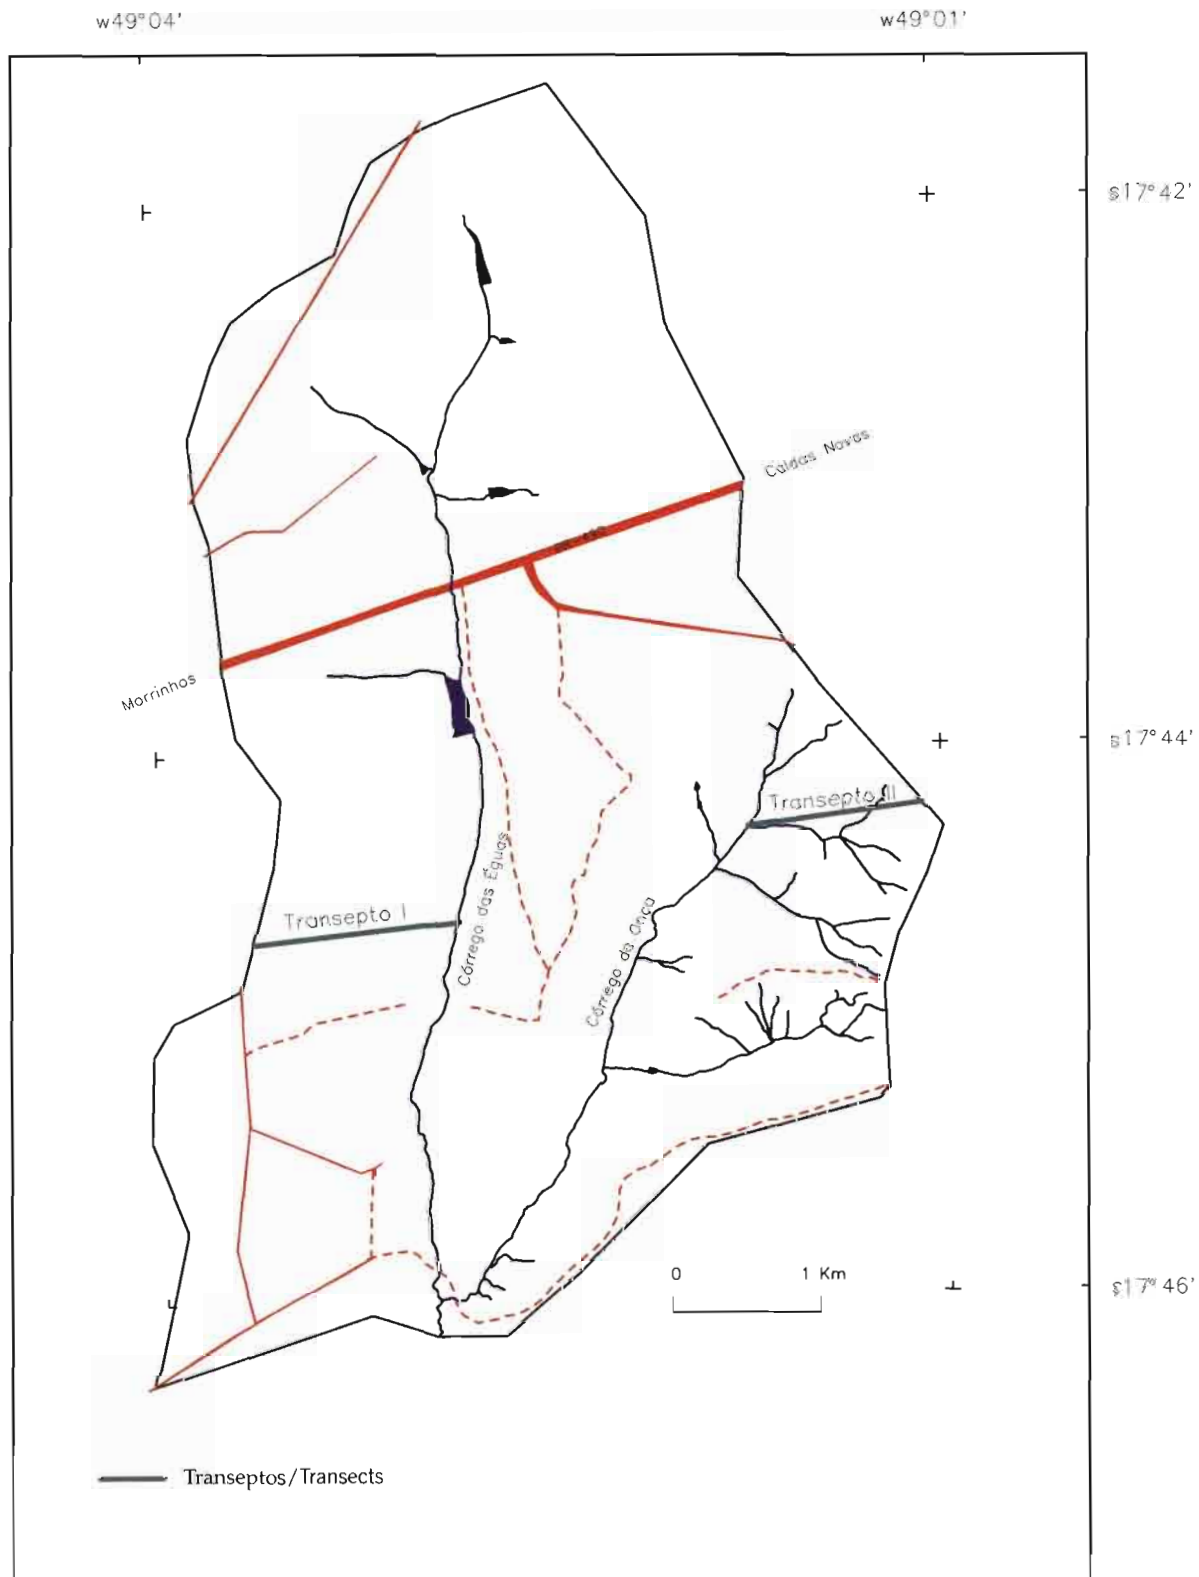 w49°04'
w49°01'
s17°42'
Caldas Novas
Morrinhos
s17°44'
Transepto II
Transepto I
Córrego das Éguas
Córrego da Onça
0 1 Km
s17°46'
Transeptos/Transects